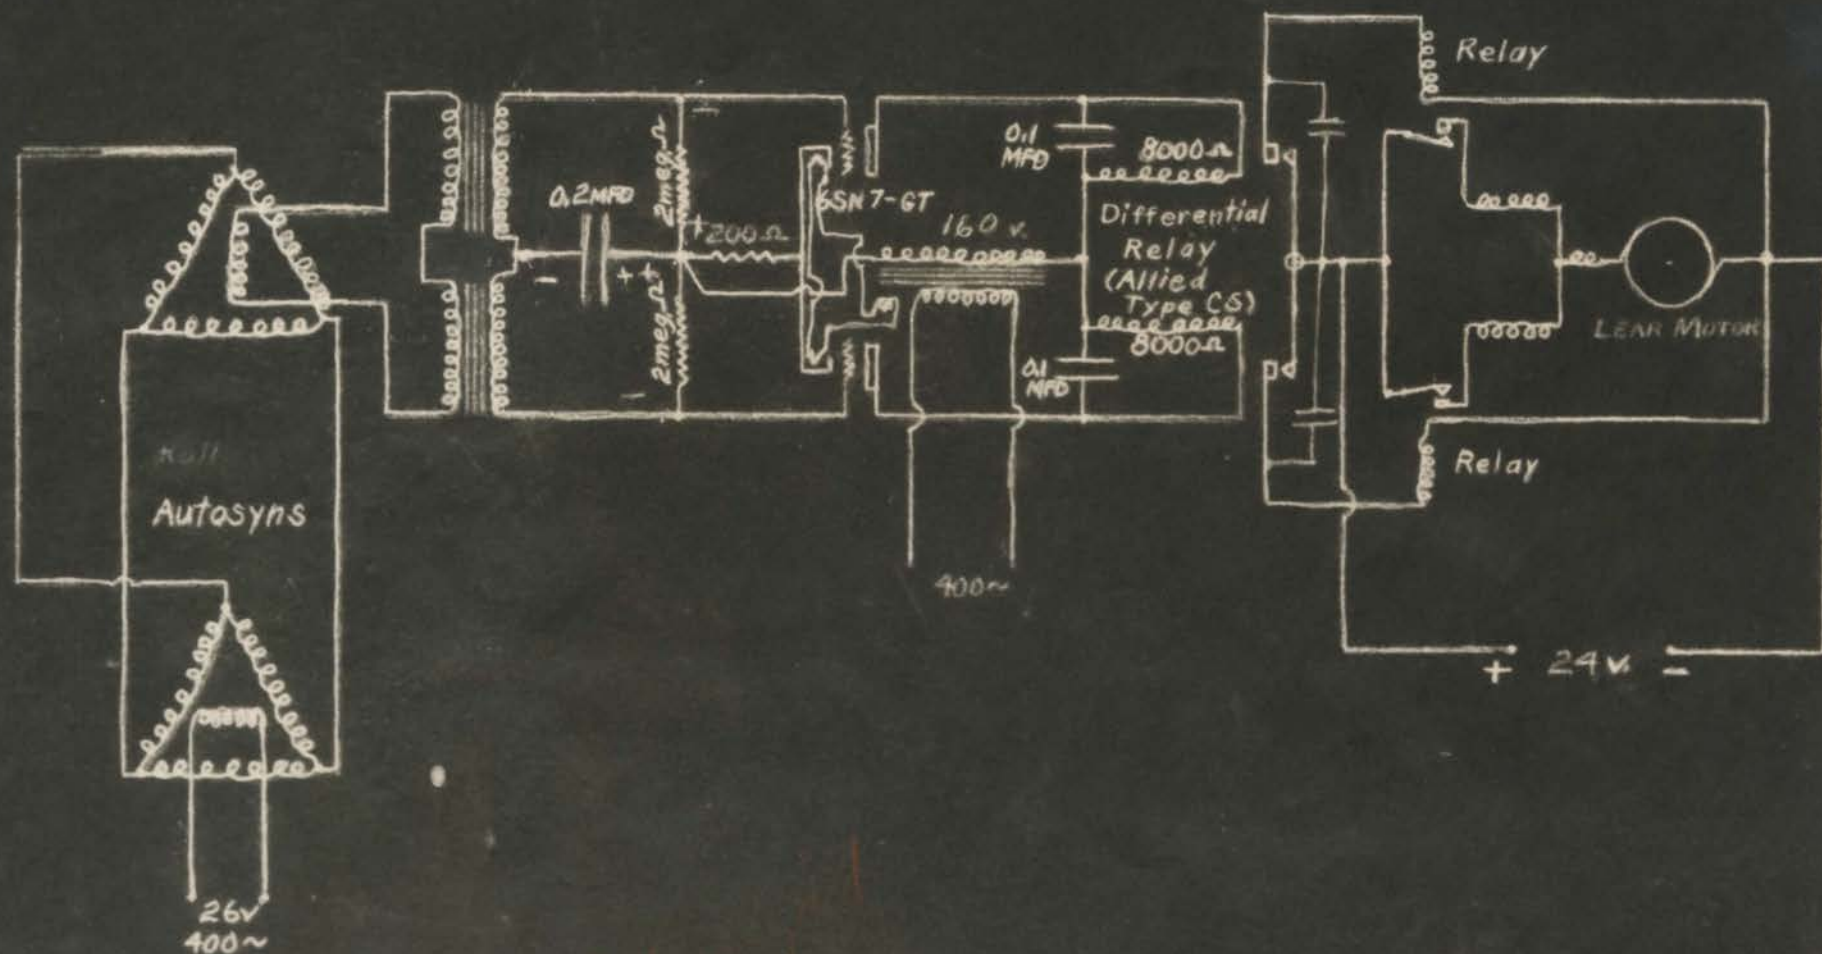 Relay
0.1
MFD
8000Ω
2meg.Ω
-
0.2MFD
6SN7-GT
+
200Ω
160 v.
Differential
Relay
(Allied
Type CS)
-
+ +
2meg.Ω
-
8000Ω
0.1
MFD
LEAR MOTOR
Relay
Autosyns
400~
+ 24v. -
26v
400~